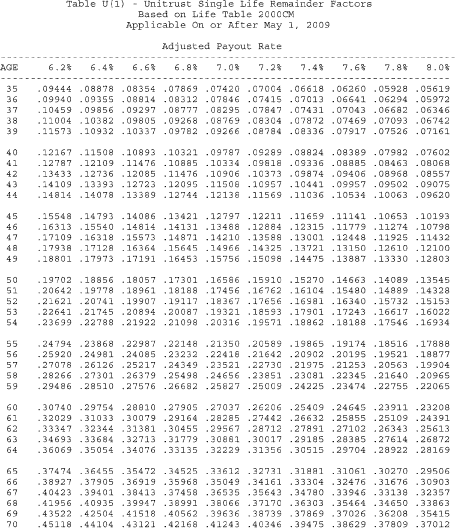 Table U(1) - Unitrust Single Life Remainder Factors
Based on Life Table 2000CM
Applicable On or After May 1, 2009
Adjusted Payout Rate
AGE 6.2% 6.4% 6.6% 6.8% 7.0% 7.2% 7.4% 7.6% 7.8% 8.0%
35 .09444 .08878 .08354 .07869 .07420 .07004 .06618 .06260 .05928 .05619
36 .09940 .09355 .08814 .08312 .07846 .07415 .07013 .06641 .06294 .05972
37 .10459 .09856 .09297 .08777 .08295 .07847 .07431 .07043 .06682 .06346
38 .11004 .10382 .09805 .09268 .08769 .08304 .07872 .07469 .07093 .06742
39 .11573 .10932 .10337 .09782 .09266 .08784 .08336 .07917 .07526 .07161
40 .12167 .11508 .10893 .10321 .09787 .09289 .08824 .08389 .07982 .07602
41 .12787 .12109 .11476 .10885 .10334 .09818 .09336 .08885 .08463 .08068
42 .13433 .12736 .12085 .11476 .10906 .10373 .09874 .09406 .08968 .08557
43 .14109 .13393 .12723 .12095 .11508 .10957 .10441 .09957 .09502 .09075
44 .14814 .14078 .13389 .12744 .12138 .11569 .11036 .10534 .10063 .09620
45 .15548 .14793 .14086 .13421 .12797 .12211 .11659 .11141 .10653 .10193
46 .16313 .15540 .14814 .14131 .13488 .12884 .12315 .11779 .11274 .10798
47 .17109 .16318 .15573 .14871 .14210 .13588 .13001 .12448 .11925 .11432
48 .17938 .17128 .16364 .15645 .14966 .14325 .13721 .13150 .12610 .12100
49 .18801 .17973 .17191 .16453 .15756 .15098 .14475 .13887 .13330 .12803
50 .19702 .18856 .18057 .17301 .16586 .15910 .15270 .14663 .14089 .13545
51 .20642 .19778 .18961 .18188 .17456 .16762 .16104 .15480 .14889 .14328
52 .21621 .20741 .19907 .19117 .18367 .17656 .16981 .16340 .15732 .15153
53 .22641 .21745 .20894 .20087 .19321 .18593 .17901 .17243 .16617 .16022
54 .23699 .22788 .21922 .21098 .20316 .19571 .18862 .18188 .17546 .16934
55 .24794 .23868 .22987 .22148 .21350 .20589 .19865 .19174 .18516 .17888
56 .25920 .24981 .24085 .23232 .22418 .21642 .20902 .20195 .19521 .18877
57 .27078 .26126 .25217 .24349 .23521 .22730 .21975 .21253 .20563 .19904
58 .28266 .27301 .26379 .25498 .24656 .23851 .23081 .22345 .21640 .20965
59 .29486 .28510 .27576 .26682 .25827 .25009 .24225 .23474 .22755 .22065
60 .30740 .29754 .28810 .27905 .27037 .26206 .25409 .24645 .23911 .23208
61 .32029 .31033 .30079 .29164 .28285 .27442 .26632 .25855 .25109 .24391
62 .33347 .32344 .31381 .30455 .29567 .28712 .27891 .27102 .26343 .25613
63 .34693 .33684 .32713 .31779 .30881 .30017 .29185 .28385 .27614 .26872
64 .36069 .35054 .34076 .33135 .32229 .31356 .30515 .29704 .28922 .28169
65 .37474 .36455 .35472 .34525 .33612 .32731 .31881 .31061 .30270 .29506
66 .38927 .37905 .36919 .35968 .35049 .34161 .33304 .32476 .31676 .30903
67 .40423 .39401 .38413 .37458 .36535 .35643 .34780 .33946 .33138 .32357
68 .41956 .40935 .39947 .38991 .38066 .37170 .36303 .35464 .34650 .33863
69 .43522 .42504 .41518 .40562 .39636 .38739 .37869 .37026 .36208 .35415
70 .45118 .44104 .43121 .42168 .41243 .40346 .39475 .38629 .37809 .37012